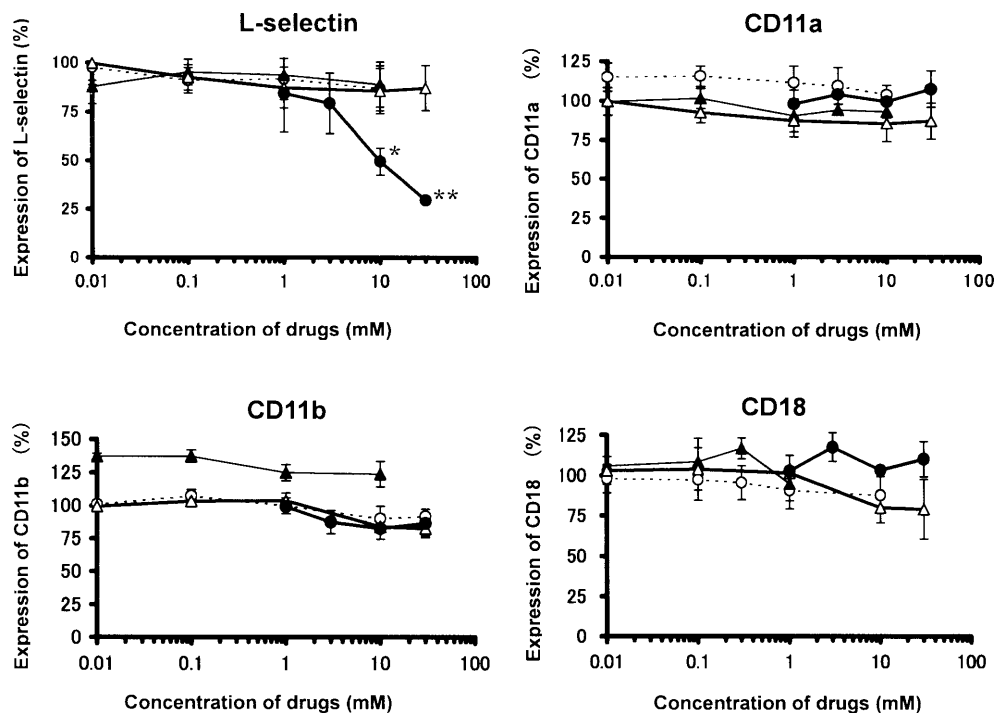 L-selectin
Expression of L-selectin (%)
100
75
50
25
0
*
**
0.01 0.1 1 10 100
Concentration of drugs (mM)
CD11a
Expression of CD11a (%)
125
100
75
50
25
0
0.01 0.1 1 10 100
Concentration of drugs (mM)
CD11b
Expression of CD11b (%)
150
125
100
75
50
25
0
0.01 0.1 1 10 100
Concentration of drugs (mM)
CD18
Expression of CD18 (%)
125
100
75
50
25
0
0.01 0.1 1 10 100
Concentration of drugs (mM)